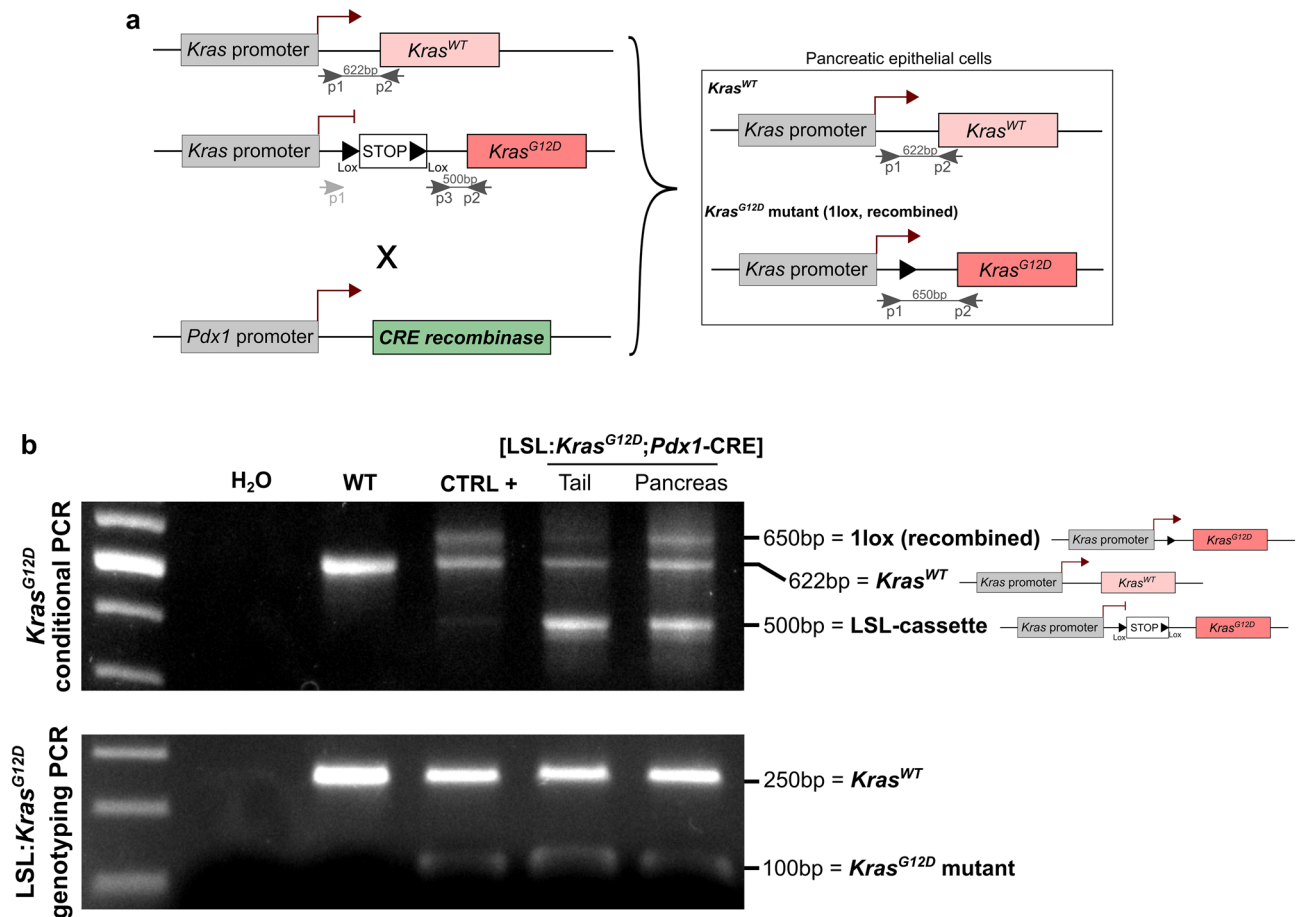 a
Kras promoter
Kras^WT
622bp
p1
p2
Kras promoter
STOP
Kras^G12D
Lox
Lox
500bp
p1
p3
p2
X
Pdx1 promoter
CRE recombinase
Pancreatic epithelial cells
Kras^WT
Kras promoter
Kras^WT
622bp
p1
p2
Kras^G12D mutant (1lox, recombined)
Kras promoter
Kras^G12D
650bp
p1
p2
b
[LSL:Kras^G12D;Pdx1-CRE]
H₂O
WT
CTRL +
Tail
Pancreas
Kras^G12D
conditional PCR
650bp = 1lox (recombined)
Kras promoter
Kras^G12D
622bp = Kras^WT
Kras promoter
Kras^WT
500bp = LSL-cassette
Kras promoter
STOP
Kras^G12D
Lox
Lox
LSL:Kras^G12D
genotyping PCR
250bp = Kras^WT
100bp = Kras^G12D mutant